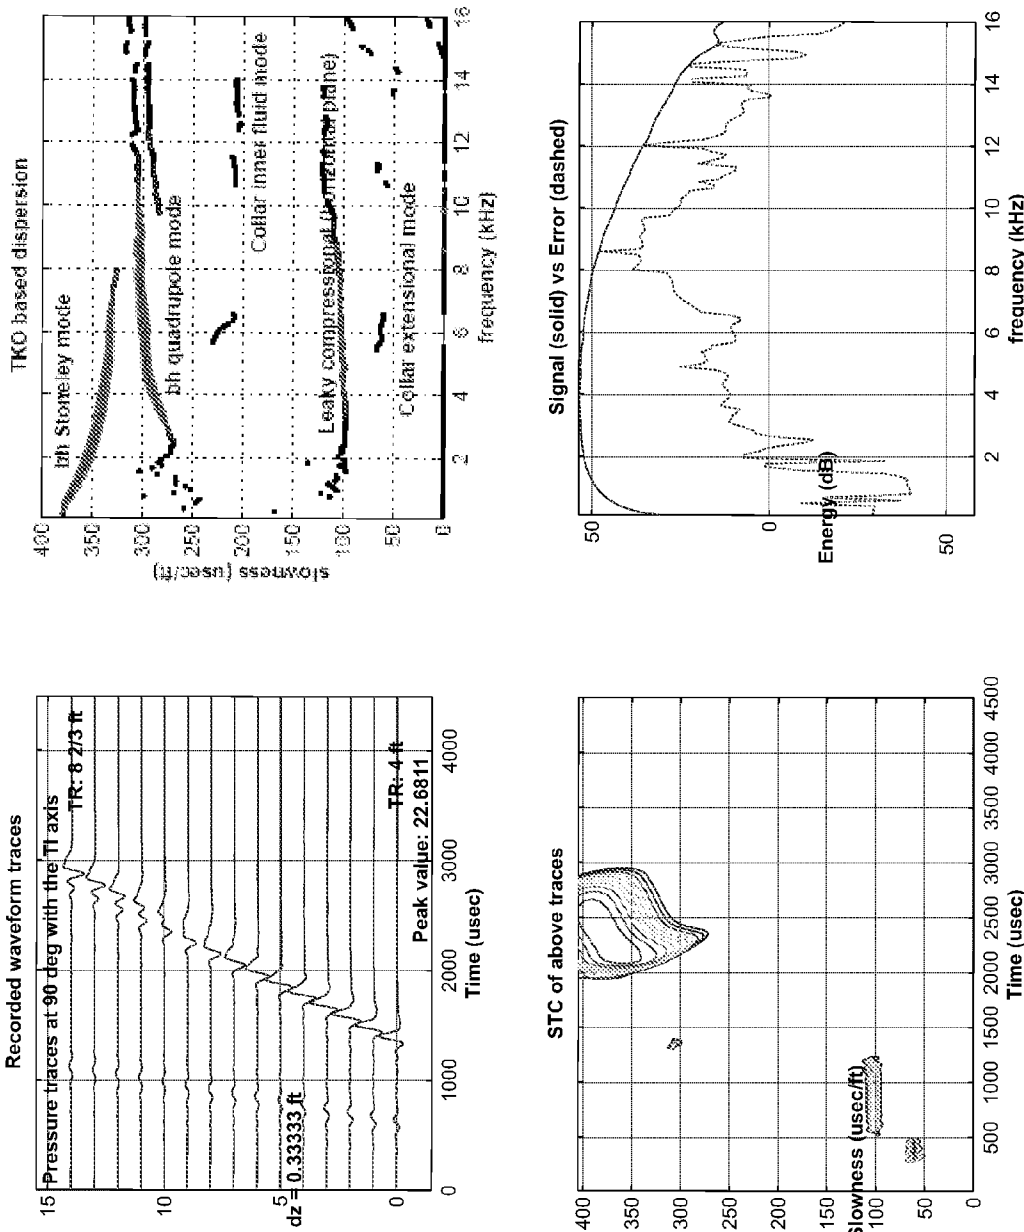 Recorded waveform traces
Pressure traces at 90 deg with the TI axis
TR: 8 2/3 ft
15
10
5
0
dz = 0.33333 ft
TR: 4 ft
Peak value: 22.6811
0
1000
2000
3000
4000
Time (usec)
TKO based dispersion
400
350
300
250
200
150
100
50
0
slowness (usec/ft)
bh Stoneley mode
bh quadrupole mode
Collar inner fluid mode
Leaky compressional (horizontal plane)
Collar extensional mode
2
4
6
8
10
12
14
16
frequency (kHz)
STC of above traces
400
350
300
250
200
150
100
50
0
Slowness (usec/ft)
500
1000
1500
2000
2500
3000
3500
4000
4500
Time (usec)
Signal (solid) vs Error (dashed)
50
0
50
Energy (dB)
2
4
6
8
10
12
14
16
frequency (kHz)